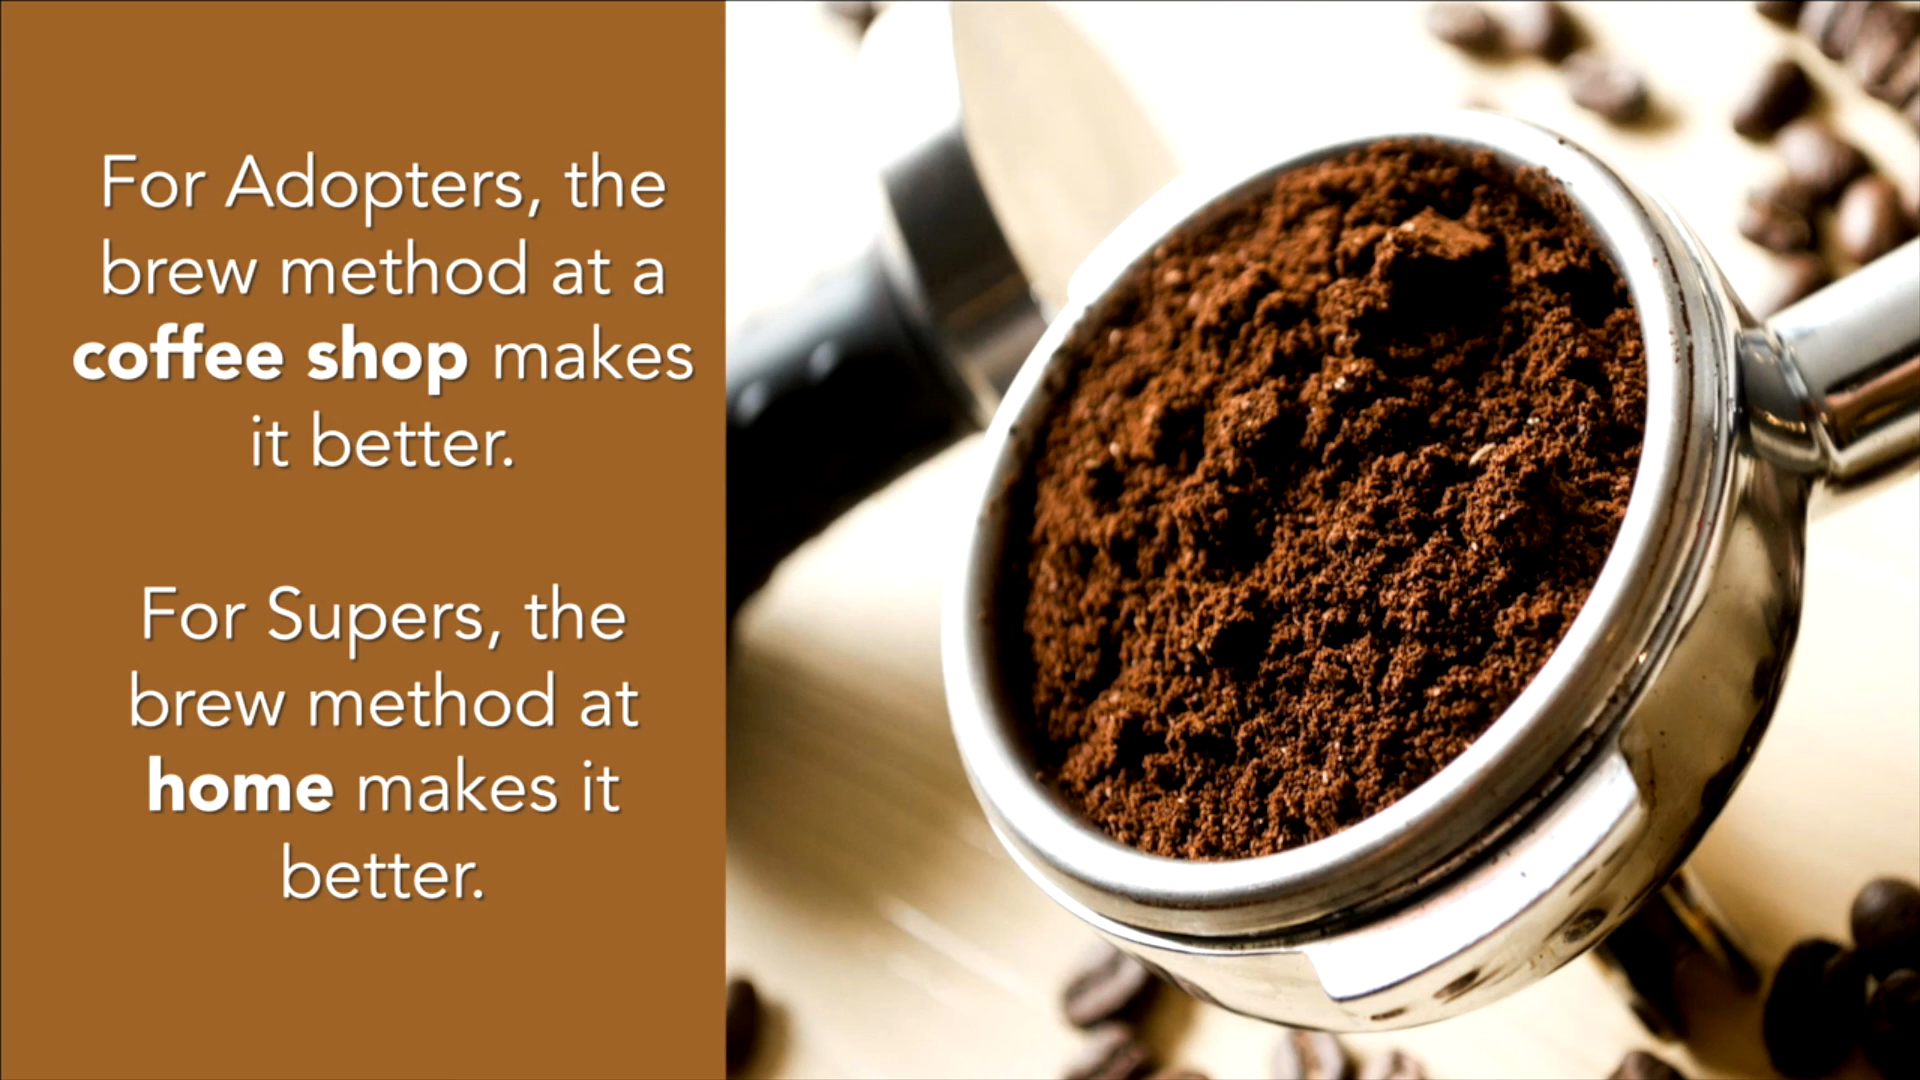 For Adopters, the
brew method at a
coffee shop makes
it better.
For Supers, the
brew method at
home makes it
better.